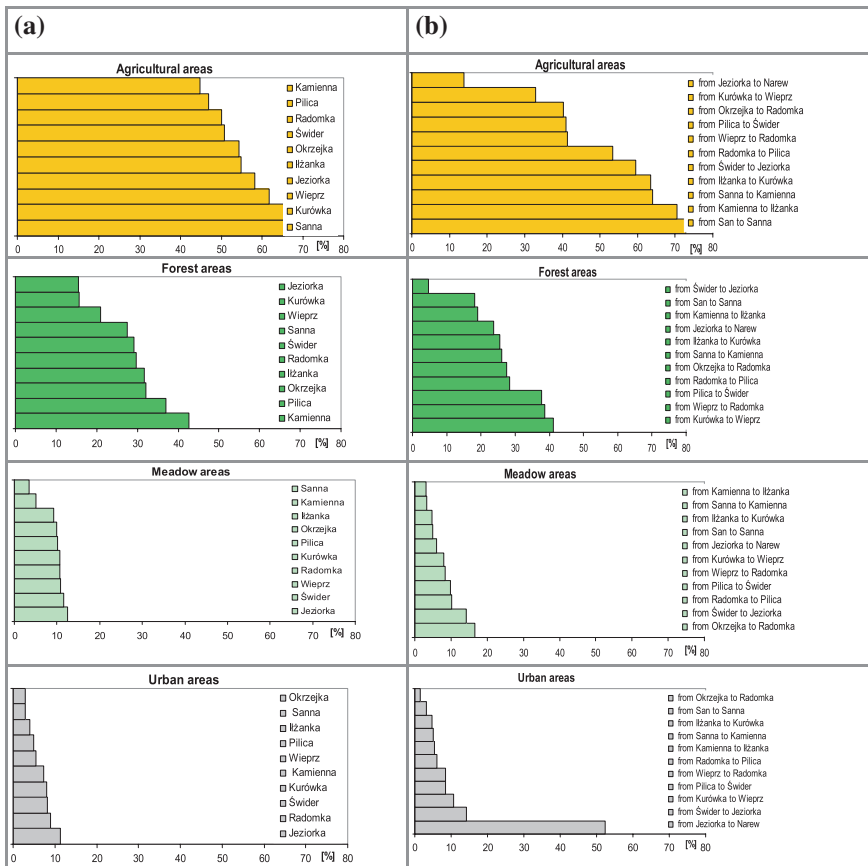 (a)
(b)
Agricultural areas
Kamienna
Pilica
Radomka
Świder
Okrzejka
Iłżanka
Jeziorka
Wieprz
Kurówka
Sanna
[%]
0 10 20 30 40 50 60 70 80
Agricultural areas
from Jeziorka to Narew
from Kurówka to Wieprz
from Okrzejka to Radomka
from Pilica to Świder
from Wieprz to Radomka
from Radomka to Pilica
from Świder to Jeziorka
from Iłżanka to Kurówka
from Sanna to Kamienna
from Kamienna to Iłżanka
from San to Sanna
[%]
0 10 20 30 40 50 60 70 80
Forest areas
Jeziorka
Kurówka
Wieprz
Sanna
Świder
Radomka
Iłżanka
Okrzejka
Pilica
Kamienna
[%]
0 10 20 30 40 50 60 70 80
Forest areas
from Świder to Jeziorka
from San to Sanna
from Kamienna to Iłżanka
from Jeziorka to Narew
from Iłżanka to Kurówka
from Sanna to Kamienna
from Okrzejka to Radomka
from Radomka to Pilica
from Pilica to Świder
from Wieprz to Radomka
from Kurówka to Wieprz
[%]
0 10 20 30 40 50 60 70 80
Meadow areas
Sanna
Kamienna
Iłżanka
Okrzejka
Pilica
Kurówka
Radomka
Wieprz
Świder
Jeziorka
[%]
0 10 20 30 40 50 60 70 80
Meadow areas
from Kamienna to Iłżanka
from Sanna to Kamienna
from Iłżanka to Kurówka
from San to Sanna
from Jeziorka to Narew
from Kurówka to Wieprz
from Wieprz to Radomka
from Pilica to Świder
from Radomka to Pilica
from Świder to Jeziorka
from Okrzejka to Radomka
[%]
0 10 20 30 40 50 60 70 80
Urban areas
Okrzejka
Sanna
Iłżanka
Pilica
Wieprz
Kamienna
Kurówka
Świder
Radomka
Jeziorka
[%]
0 10 20 30 40 50 60 70 80
Urban areas
from Okrzejka to Radomka
from San to Sanna
from Iłżanka to Kurówka
from Sanna to Kamienna
from Kamienna to Iłżanka
from Radomka to Pilica
from Wieprz to Radomka
from Pilica to Świder
from Kurówka to Wieprz
from Świder to Jeziorka
from Jeziorka to Narew
[%]
0 10 20 30 40 50 60 70 80